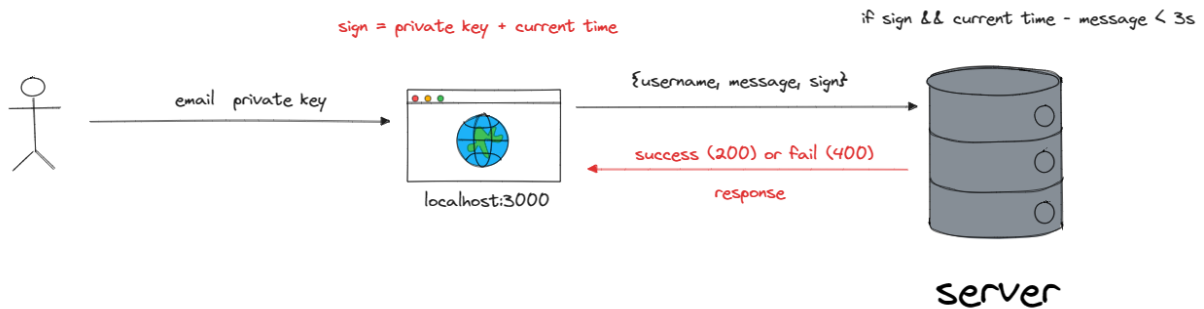 sign = private key + current time
if sign && current time - message < 3s
email private key
{username, message, sign}
success (200) or fail (400)
response
localhost:3000
server